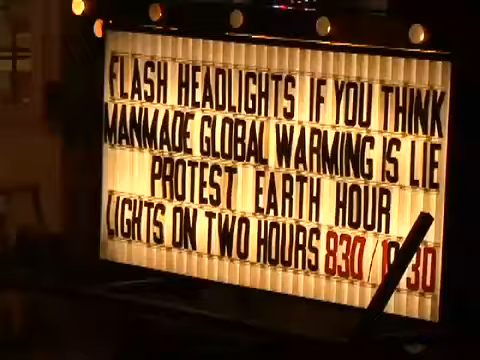 FLASH HEADLIGHTS IF YOU THINK
MANMADE GLOBAL WARMING IS LIE
PROTEST EARTH HOUR
LIGHTS ON TWO HOURS 830/1030